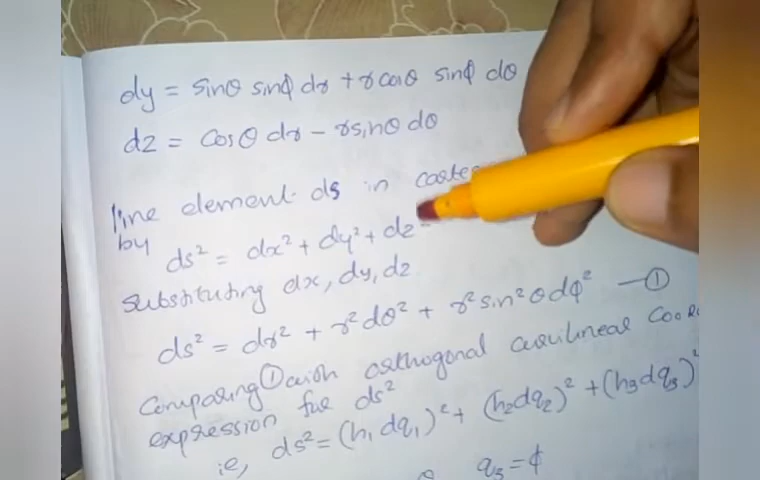 dy = sinθ sinφ dr + r cosθ sinφ dθ
dz = cosθ dr − r sinθ dθ
line element ds in
by ds² = dx² + dy² + dz
substituting dx, dy, dz
ds² = dr² + r² dθ² + r² sin²θ dφ² — ①
Comparing ① with orthogonal curvilinear
expression for ds²
ie, ds² = (h₁dq₁)² + (h₂dq₂)² + (h₃dq₃)²
q₃ = φ